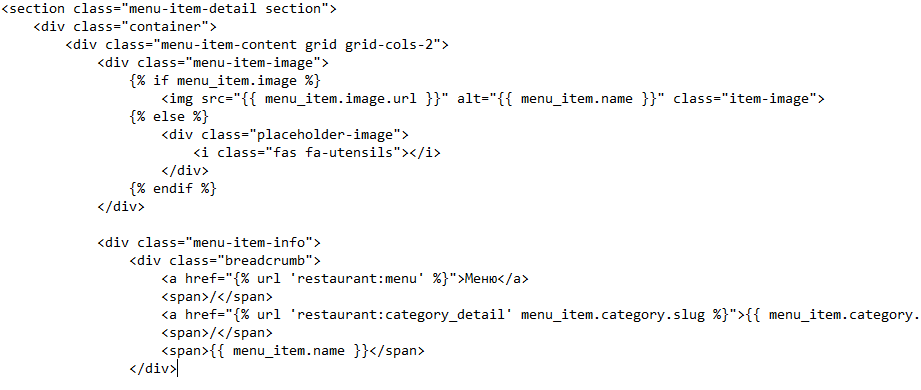 <section class="menu-item-detail section">
    <div class="container">
        <div class="menu-item-content grid grid-cols-2">
            <div class="menu-item-image">
                {% if menu_item.image %}
                    <img src="{{ menu_item.image.url }}" alt="{{ menu_item.name }}" class="item-image">
                {% else %}
                    <div class="placeholder-image">
                        <i class="fas fa-utensils"></i>
                    </div>
                {% endif %}
            </div>

            <div class="menu-item-info">
                <div class="breadcrumb">
                    <a href="{% url 'restaurant:menu' %}">Меню</a>
                    <span>/</span>
                    <a href="{% url 'restaurant:category_detail' menu_item.category.slug %}">{{ menu_item.category.
                    <span>/</span>
                    <span>{{ menu_item.name }}</span>
                </div>